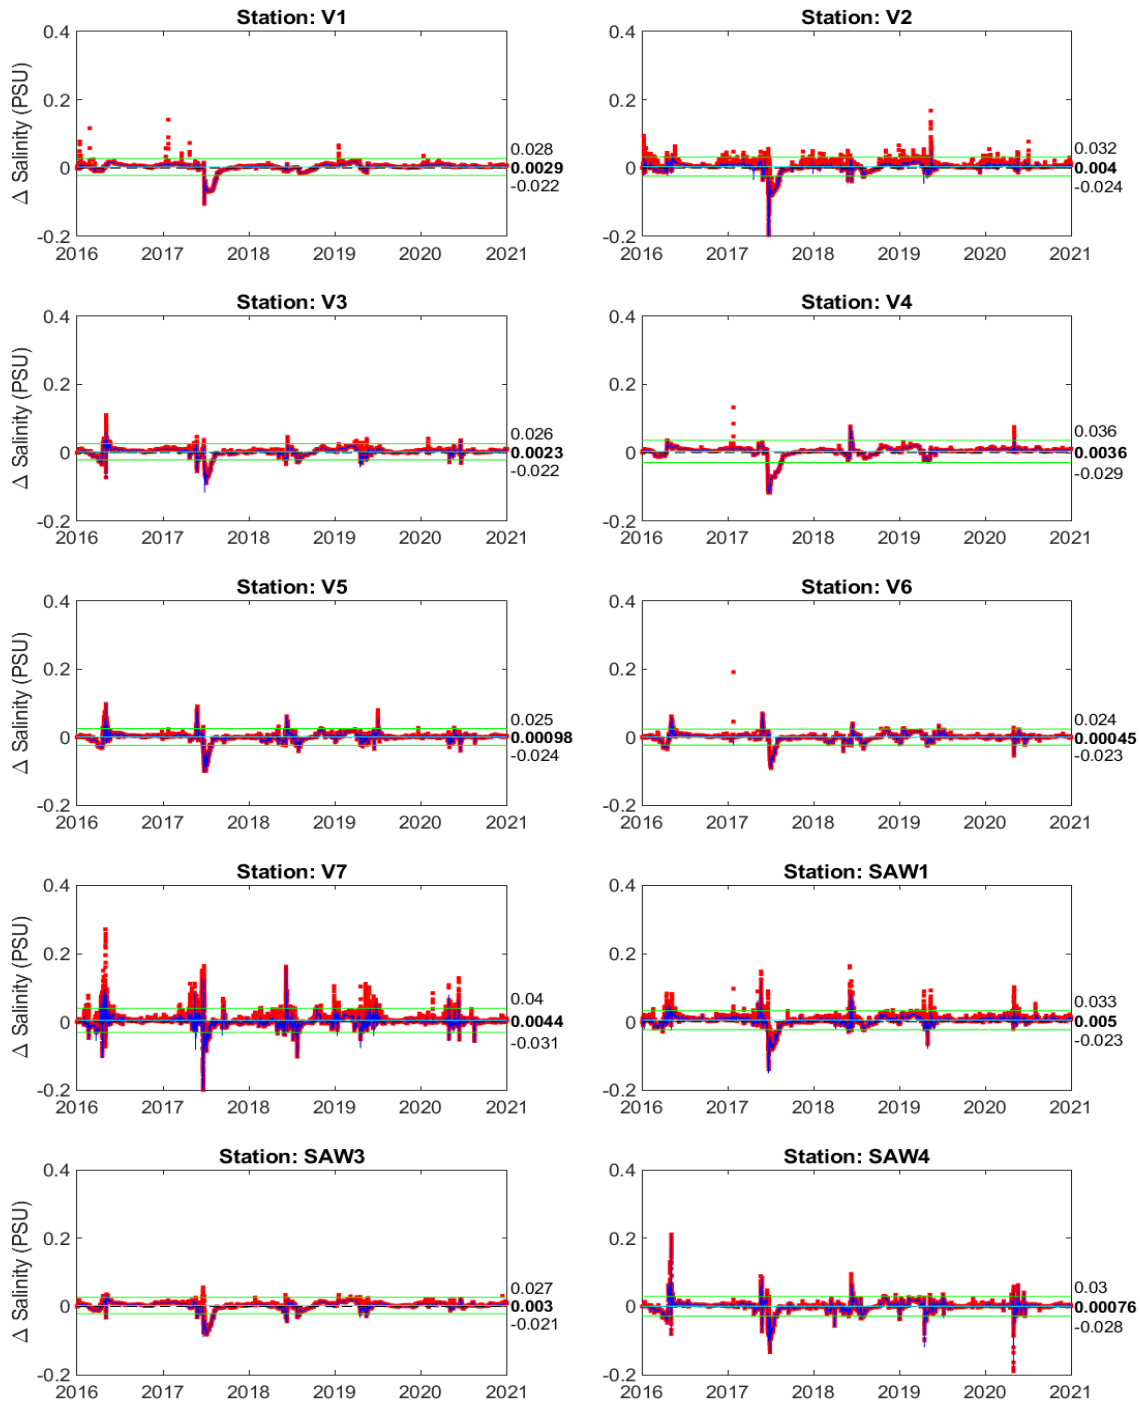 Station: V1
0.4
0.2
0
-0.2
Δ Salinity (PSU)
2016 2017 2018 2019 2020 2021
0.028
0.0029
-0.022
Station: V2
0.4
0.2
0
-0.2
2016 2017 2018 2019 2020 2021
0.032
0.004
-0.024
Station: V3
0.4
0.2
0
-0.2
Δ Salinity (PSU)
2016 2017 2018 2019 2020 2021
0.026
0.0023
-0.022
Station: V4
0.4
0.2
0
-0.2
2016 2017 2018 2019 2020 2021
0.036
0.0036
-0.029
Station: V5
0.4
0.2
0
-0.2
Δ Salinity (PSU)
2016 2017 2018 2019 2020 2021
0.025
0.00098
-0.024
Station: V6
0.4
0.2
0
-0.2
2016 2017 2018 2019 2020 2021
0.024
0.00045
-0.023
Station: V7
0.4
0.2
0
-0.2
Δ Salinity (PSU)
2016 2017 2018 2019 2020 2021
0.04
0.0044
-0.031
Station: SAW1
0.4
0.2
0
-0.2
2016 2017 2018 2019 2020 2021
0.033
0.005
-0.023
Station: SAW3
0.4
0.2
0
-0.2
Δ Salinity (PSU)
2016 2017 2018 2019 2020 2021
0.027
0.003
-0.021
Station: SAW4
0.4
0.2
0
-0.2
2016 2017 2018 2019 2020 2021
0.03
0.00076
-0.028